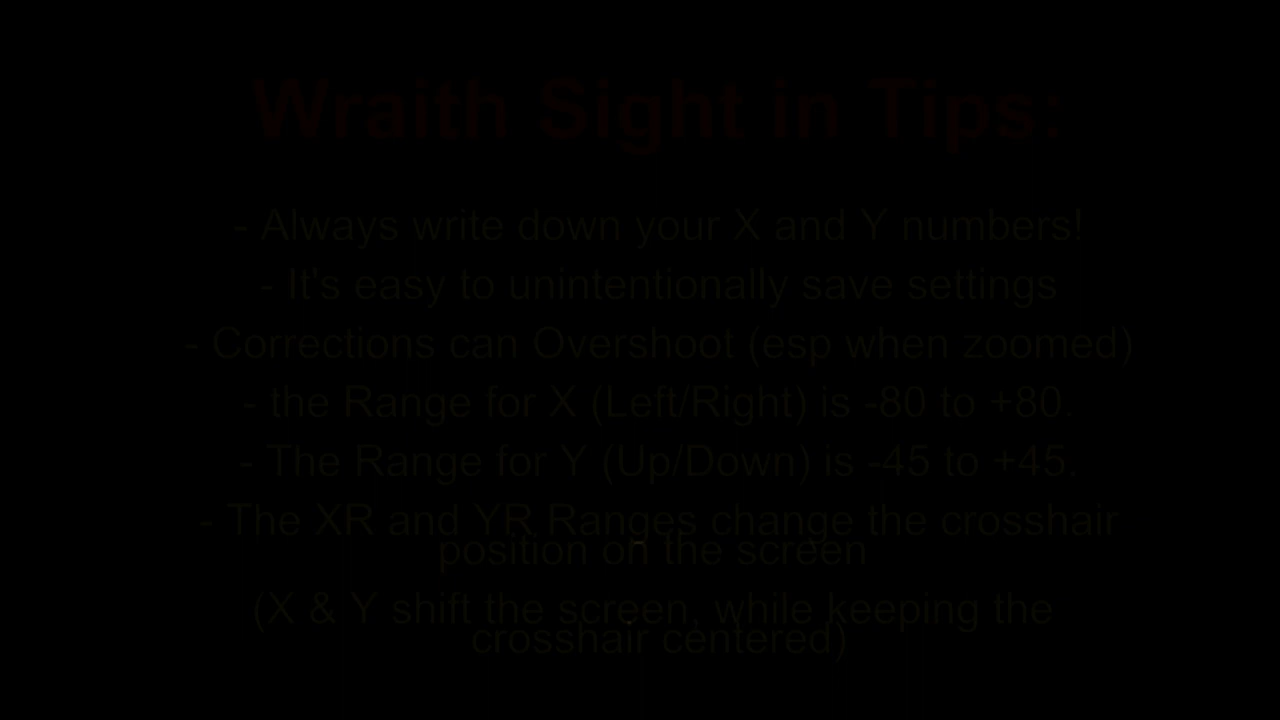 Wraith Sight in Tips:
- Always write down your X and Y numbers!
- It's easy to unintentionally save settings
- Corrections can Overshoot (esp when zoomed)
- the Range for X (Left/Right) is -80 to +80.
- The Range for Y (Up/Down) is -45 to +45.
- The XR and YR Ranges change the crosshair
position on the screen
(X & Y shift the screen, while keeping the
crosshair centered)